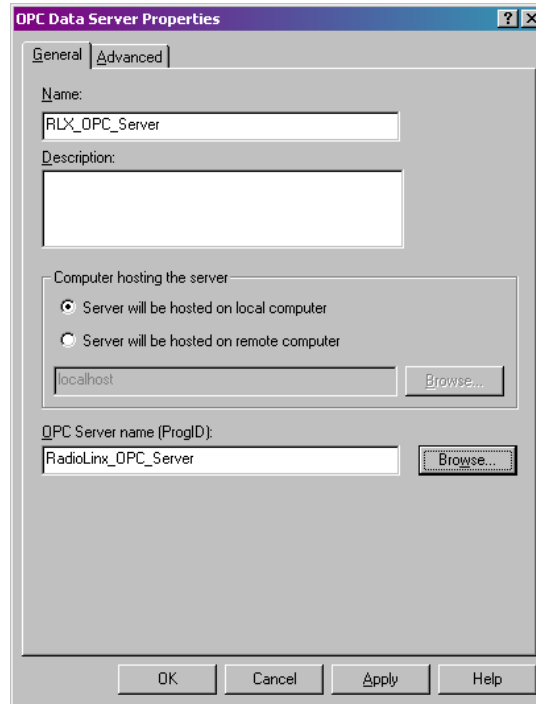 OPC Data Server Properties
General
Advanced
Name:
RLX_OPC_Server
Description:
Computer hosting the server
Server will be hosted on local computer
Server will be hosted on remote computer
localhost
Browse...
OPC Server name (ProgID):
RadioLinx_OPC_Server
Browse...
OK
Cancel
Apply
Help